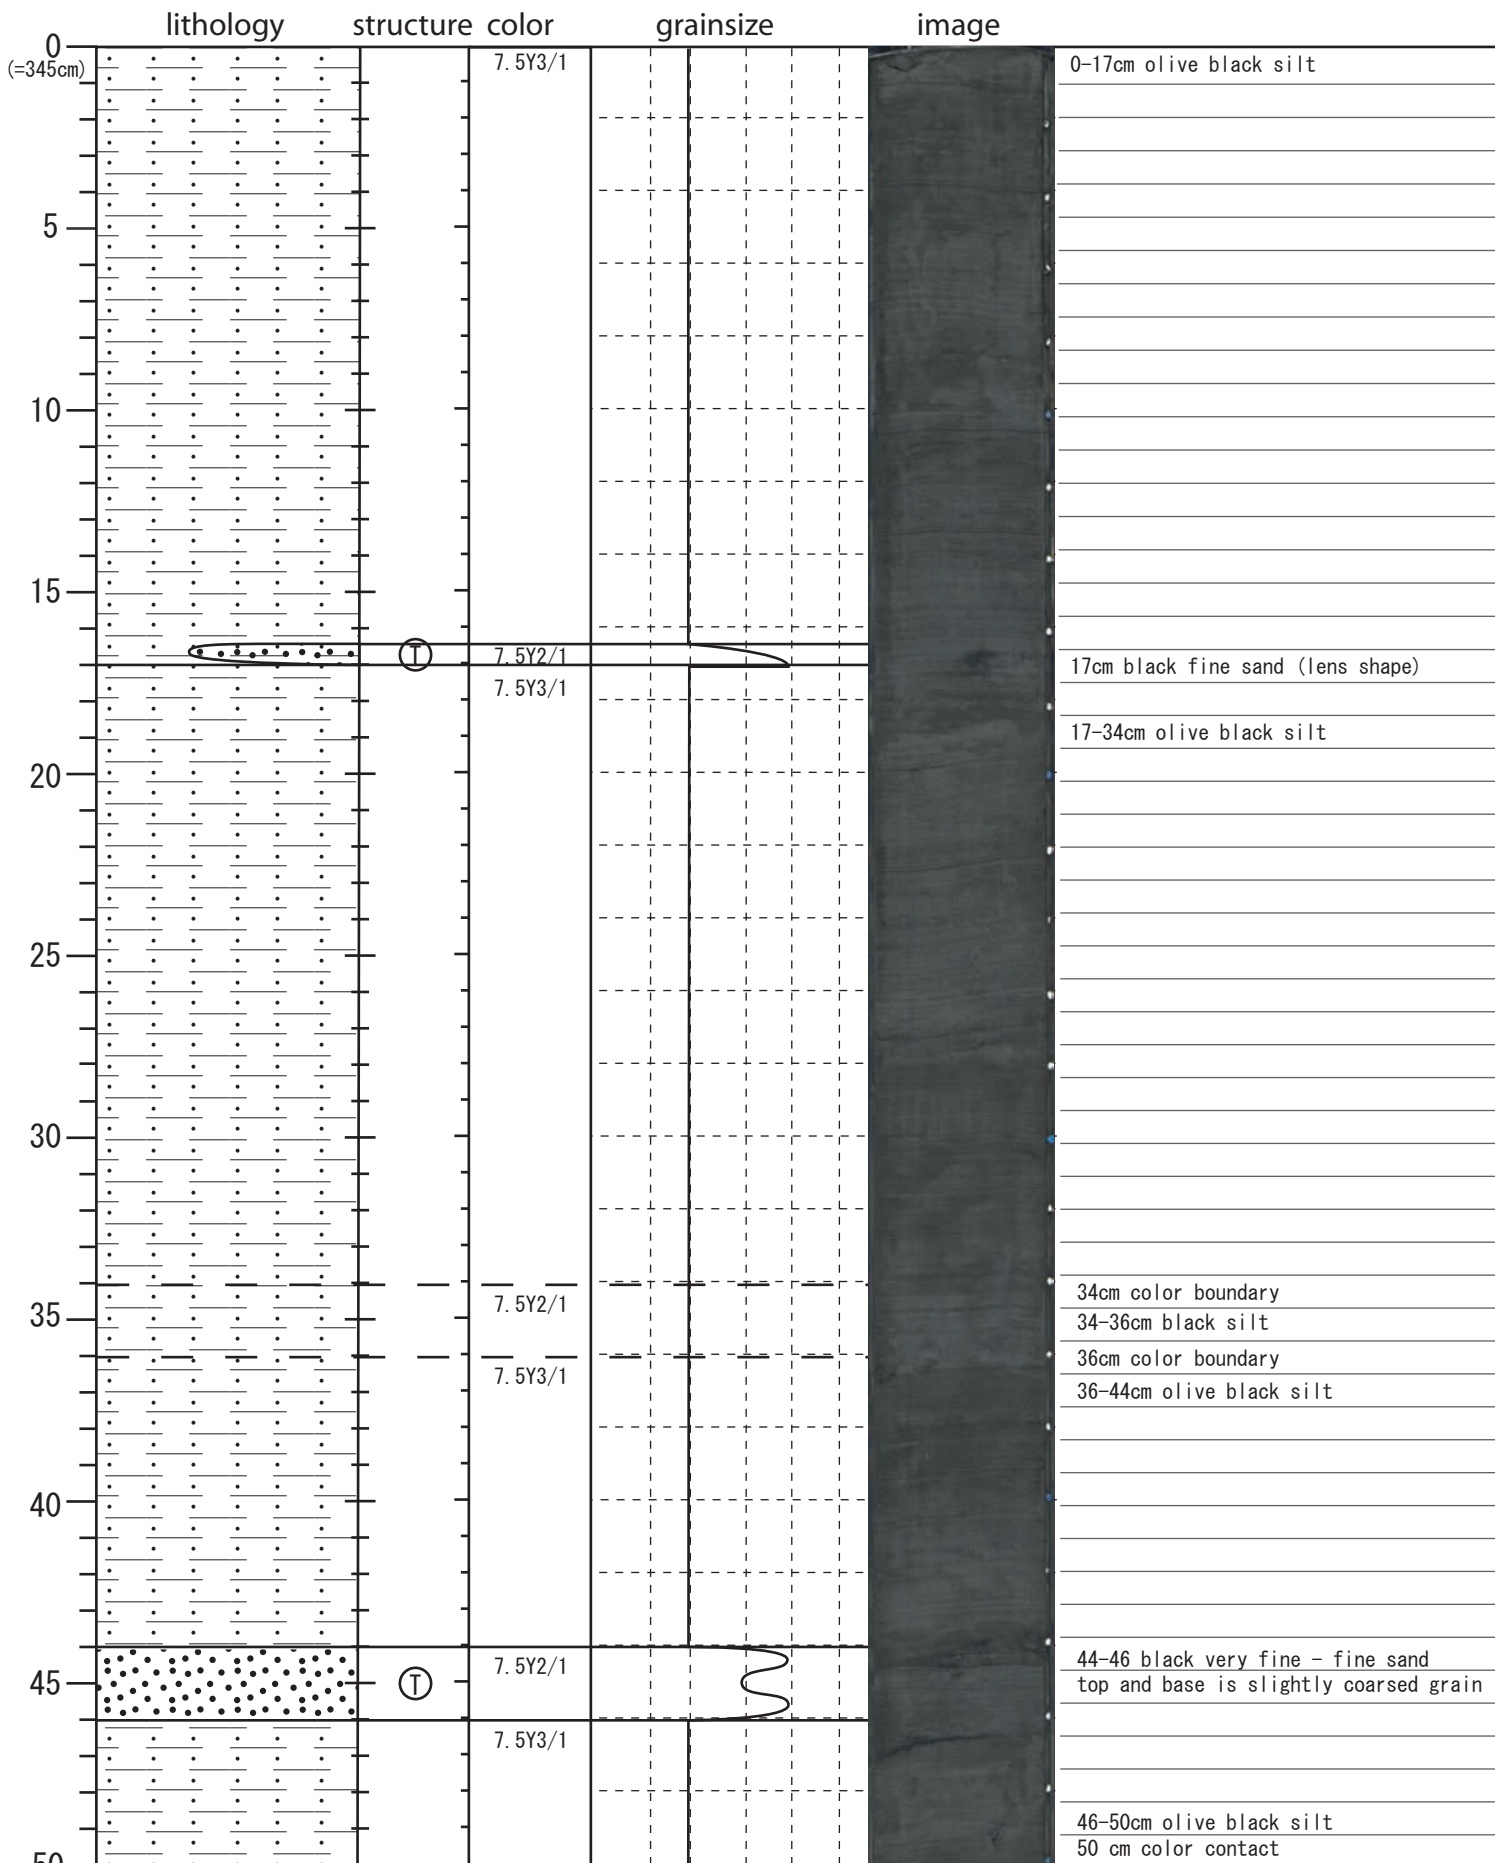 lithology structure color grainsize image
0
(=345cm)
7.5Y3/1
0-17cm olive black silt
5
10
15
T
7.5Y2/1
17cm black fine sand (lens shape)
7.5Y3/1
17-34cm olive black silt
20
25
30
34cm color boundary
35
7.5Y2/1
34-36cm black silt
36cm color boundary
7.5Y3/1
36-44cm olive black silt
40
44-46 black very fine - fine sand
7.5Y2/1
45
T
top and base is slightly coarsed grain
7.5Y3/1
46-50cm olive black silt
50 cm color contact
50